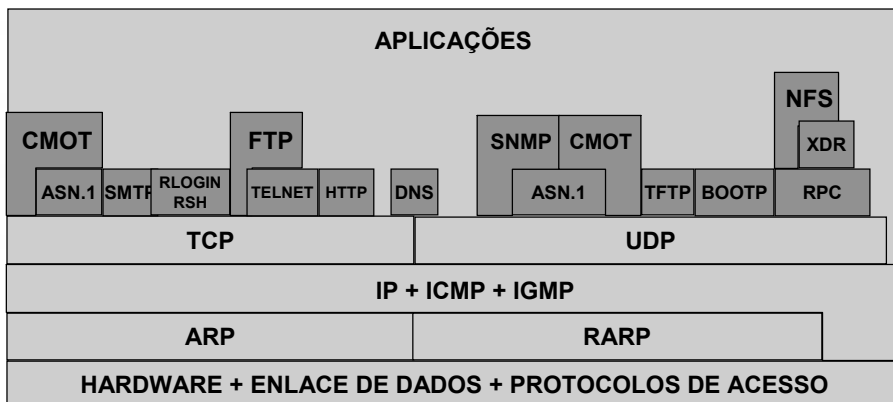 APLICAÇÕES
NFS
CMOT
FTP
SNMP
CMOT
XDR
ASN.1
SMTP
RLOGIN
RSH
TELNET
HTTP
DNS
ASN.1
TFTP
BOOTP
RPC
TCP
UDP
IP + ICMP + IGMP
ARP
RARP
HARDWARE + ENLACE DE DADOS + PROTOCOLOS DE ACESSO